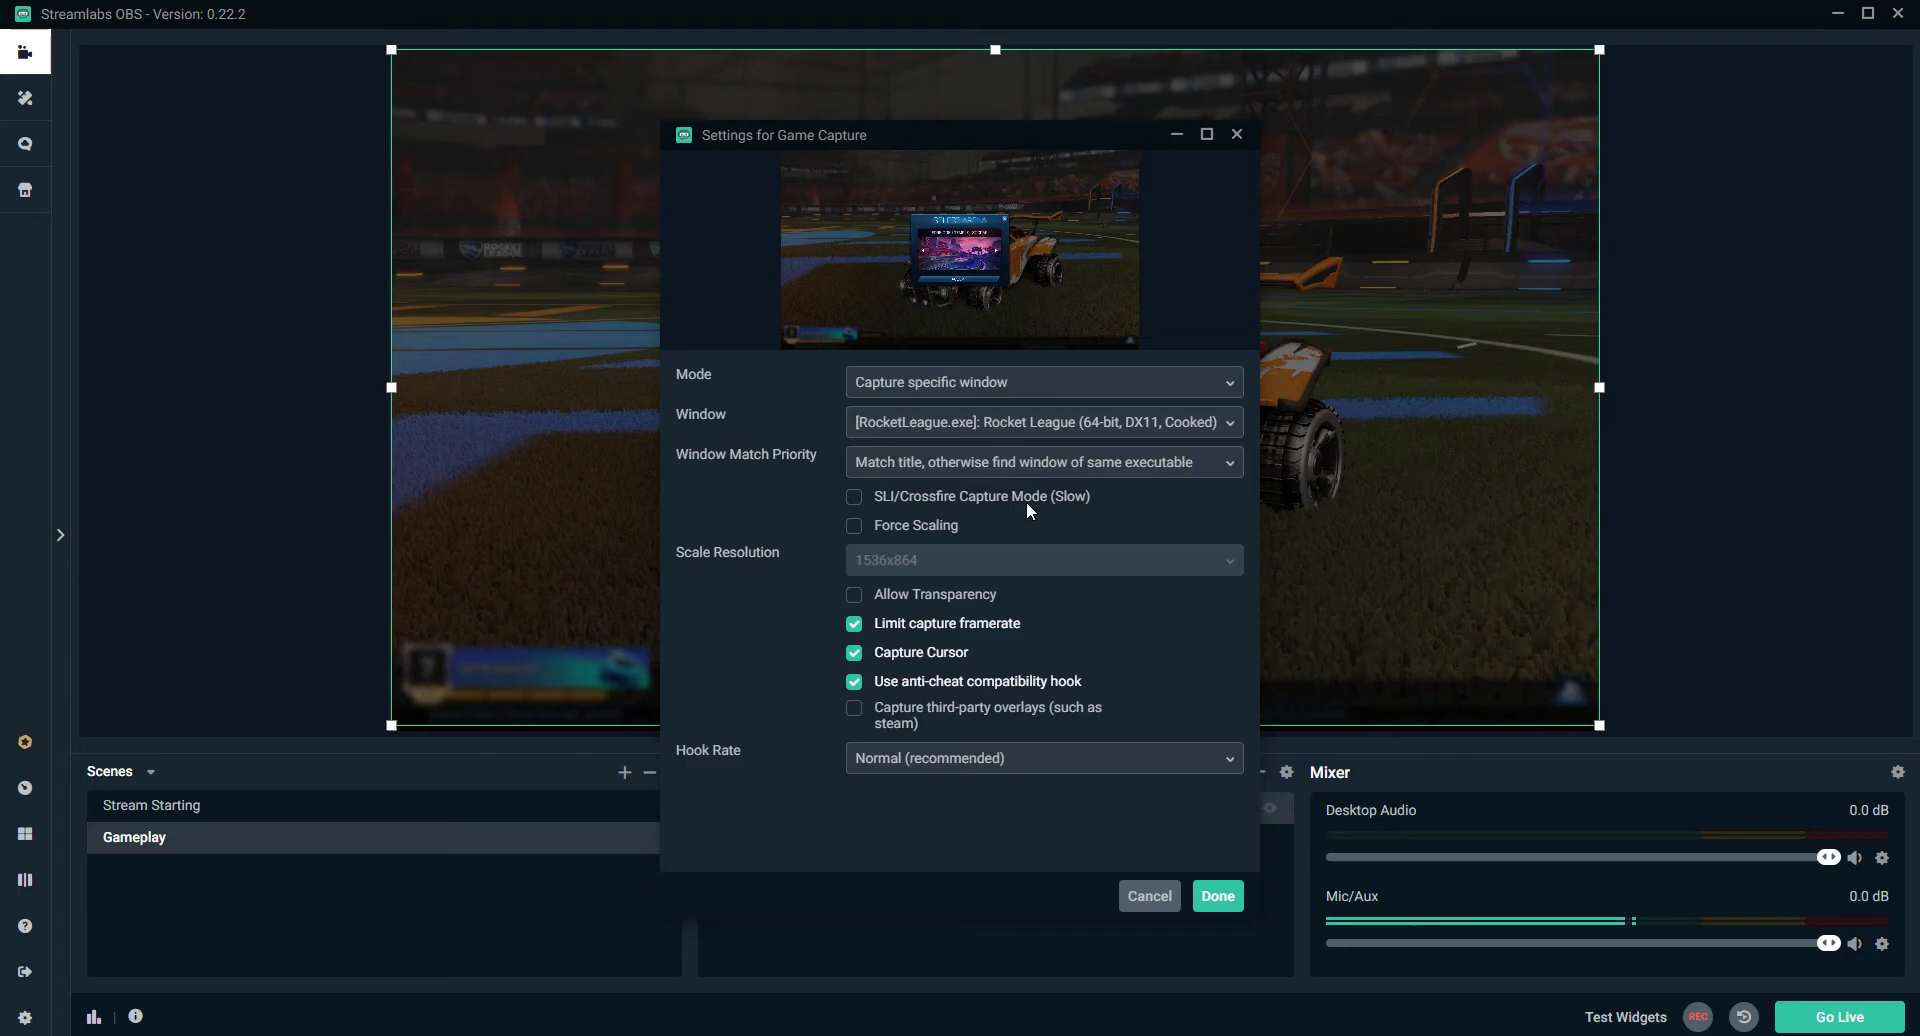 Streamlabs OBS - Version: 0.22.2
Settings for Game Capture
SELECT ARENA
Mode
Capture specific window
Window
[RocketLeague.exe]: Rocket League (64-bit, DX11, Cooked)
Window Match Priority
Match title, otherwise find window of same executable
SLI/Crossfire Capture Mode (Slow)
Force Scaling
Scale Resolution
1536x864
Allow Transparency
Limit capture framerate
Capture Cursor
Use anti-cheat compatibility hook
Capture third-party overlays (such as
steam)
Hook Rate
Normal (recommended)
Cancel
Done
Scenes
Stream Starting
Gameplay
Mixer
Desktop Audio
0.0 dB
Mic/Aux
0.0 dB
Test Widgets
REC
Go Live